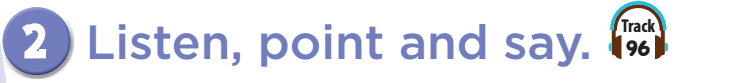 2 Listen, point and say. Track 96